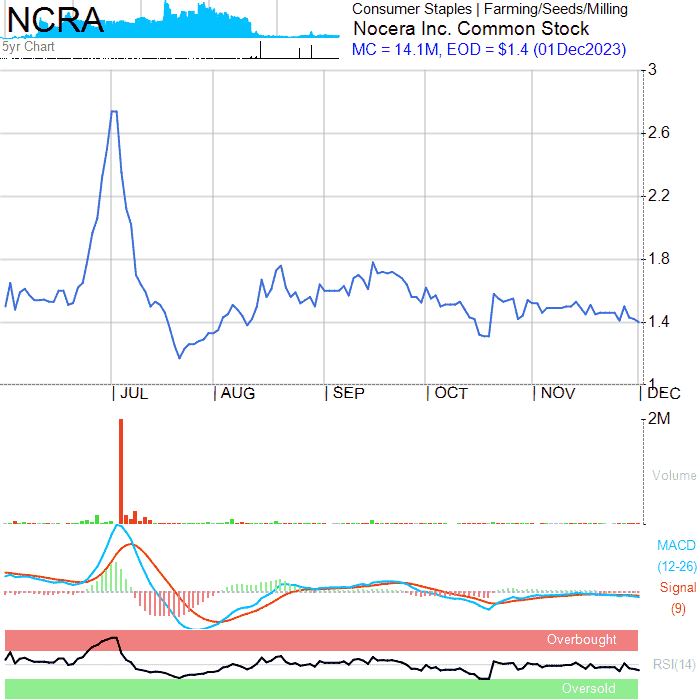 NCRA
5yr Chart
Consumer Staples | Farming/Seeds/Milling
Nocera Inc. Common Stock
MC = 14.1M, EOD = $1.4 (01Dec2023)
3
2.6
2.2
1.8
1.4
1
| JUL | AUG | SEP | OCT | NOV | DEC
2M
Volume
MACD
(12-26)
Signal
(9)
Overbought
RSI(14)
Oversold